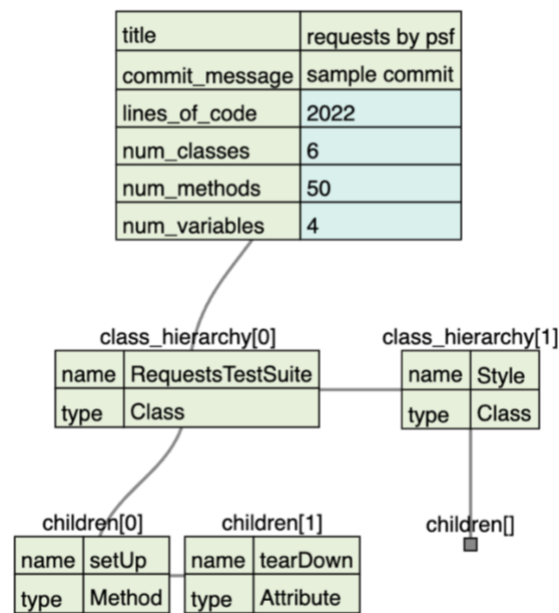 title requests by psf
commit_message sample commit
lines_of_code 2022
num_classes 6
num_methods 50
num_variables 4
class_hierarchy[0] class_hierarchy[1]
name RequestsTestSuite name Style
type Class type Class
children[0] children[1] children[]
name setUp name tearDown
type Method type Attribute